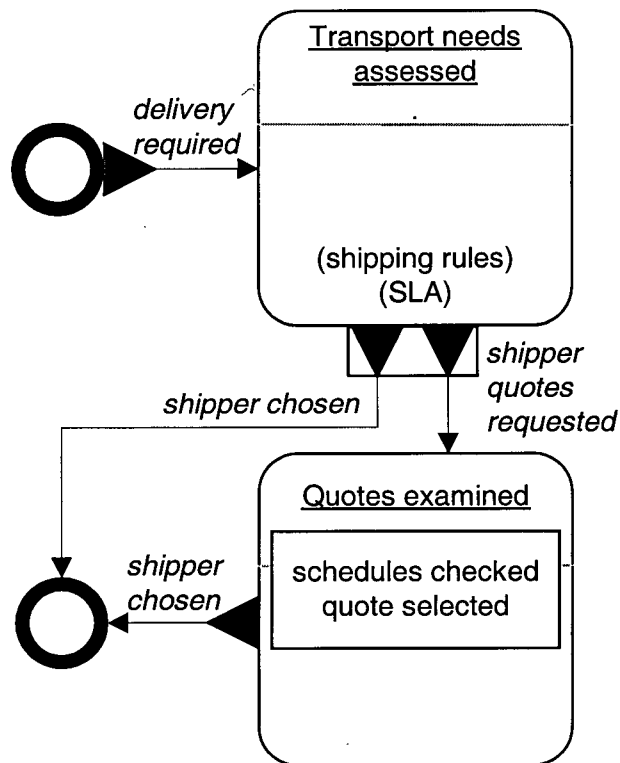 Transport needs
assessed
delivery
required
(shipping rules)
(SLA)
shipper
quotes
requested
shipper chosen
Quotes examined
schedules checked
quote selected
shipper
chosen